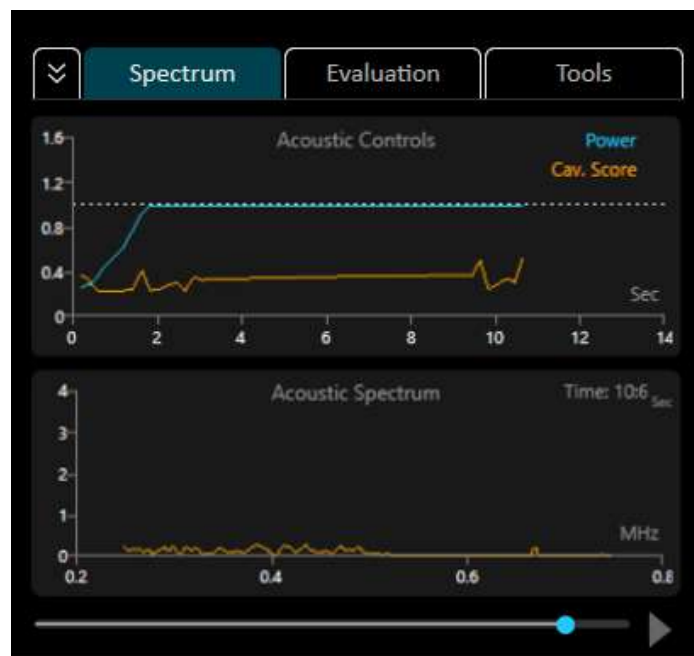 Spectrum Evaluation Tools
Acoustic Controls
Power
Cav. Score
1.6
1.2
0.8
0.4
0
Sec
0 2 4 6 8 10 12 14
Acoustic Spectrum
Time: 10:6 Sec
4
3
2
1
0
MHz
0.2 0.4 0.6 0.8